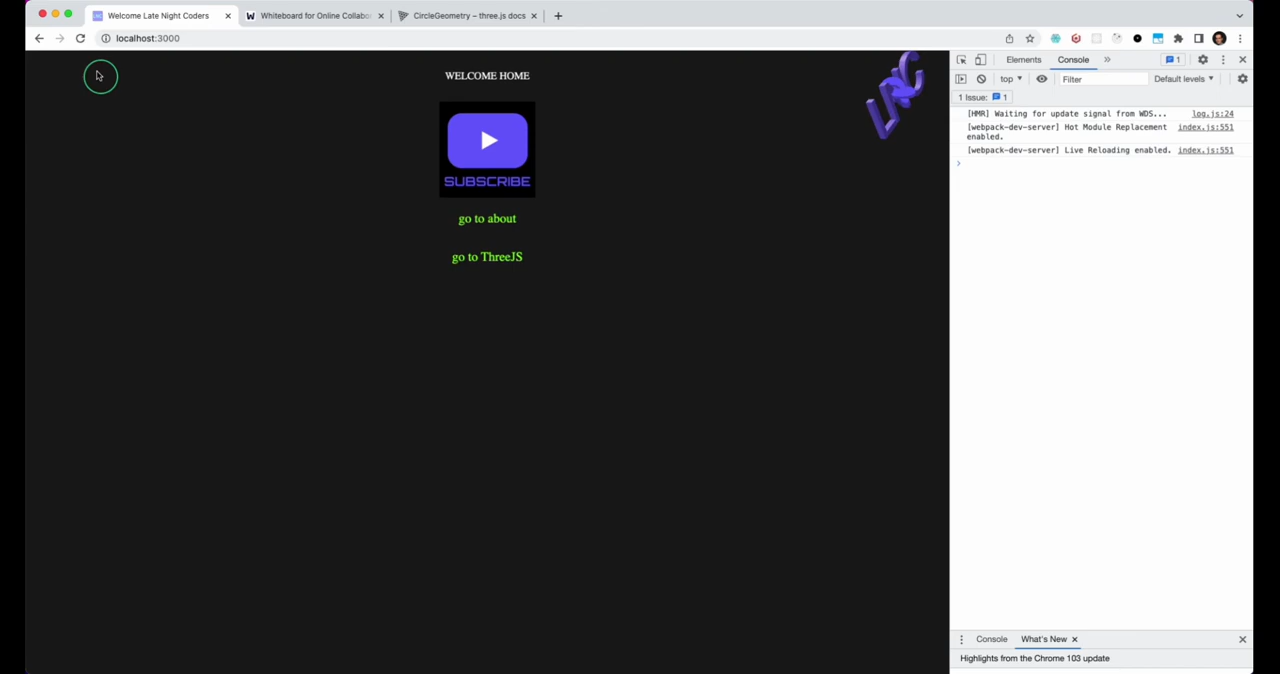 Welcome Late Night Coders
Whiteboard for Online Collabo
CircleGeometry – three.js docs
localhost:3000
WELCOME HOME
SUBSCRIBE
go to about
go to ThreeJS
LNC
Elements
Console
1
top
Filter
Default levels
1 Issue: 1
[HMR] Waiting for update signal from WDS... log.js:24
[webpack-dev-server] Hot Module Replacement index.js:551
enabled.
[webpack-dev-server] Live Reloading enabled. index.js:551
Console
What's New
Highlights from the Chrome 103 update